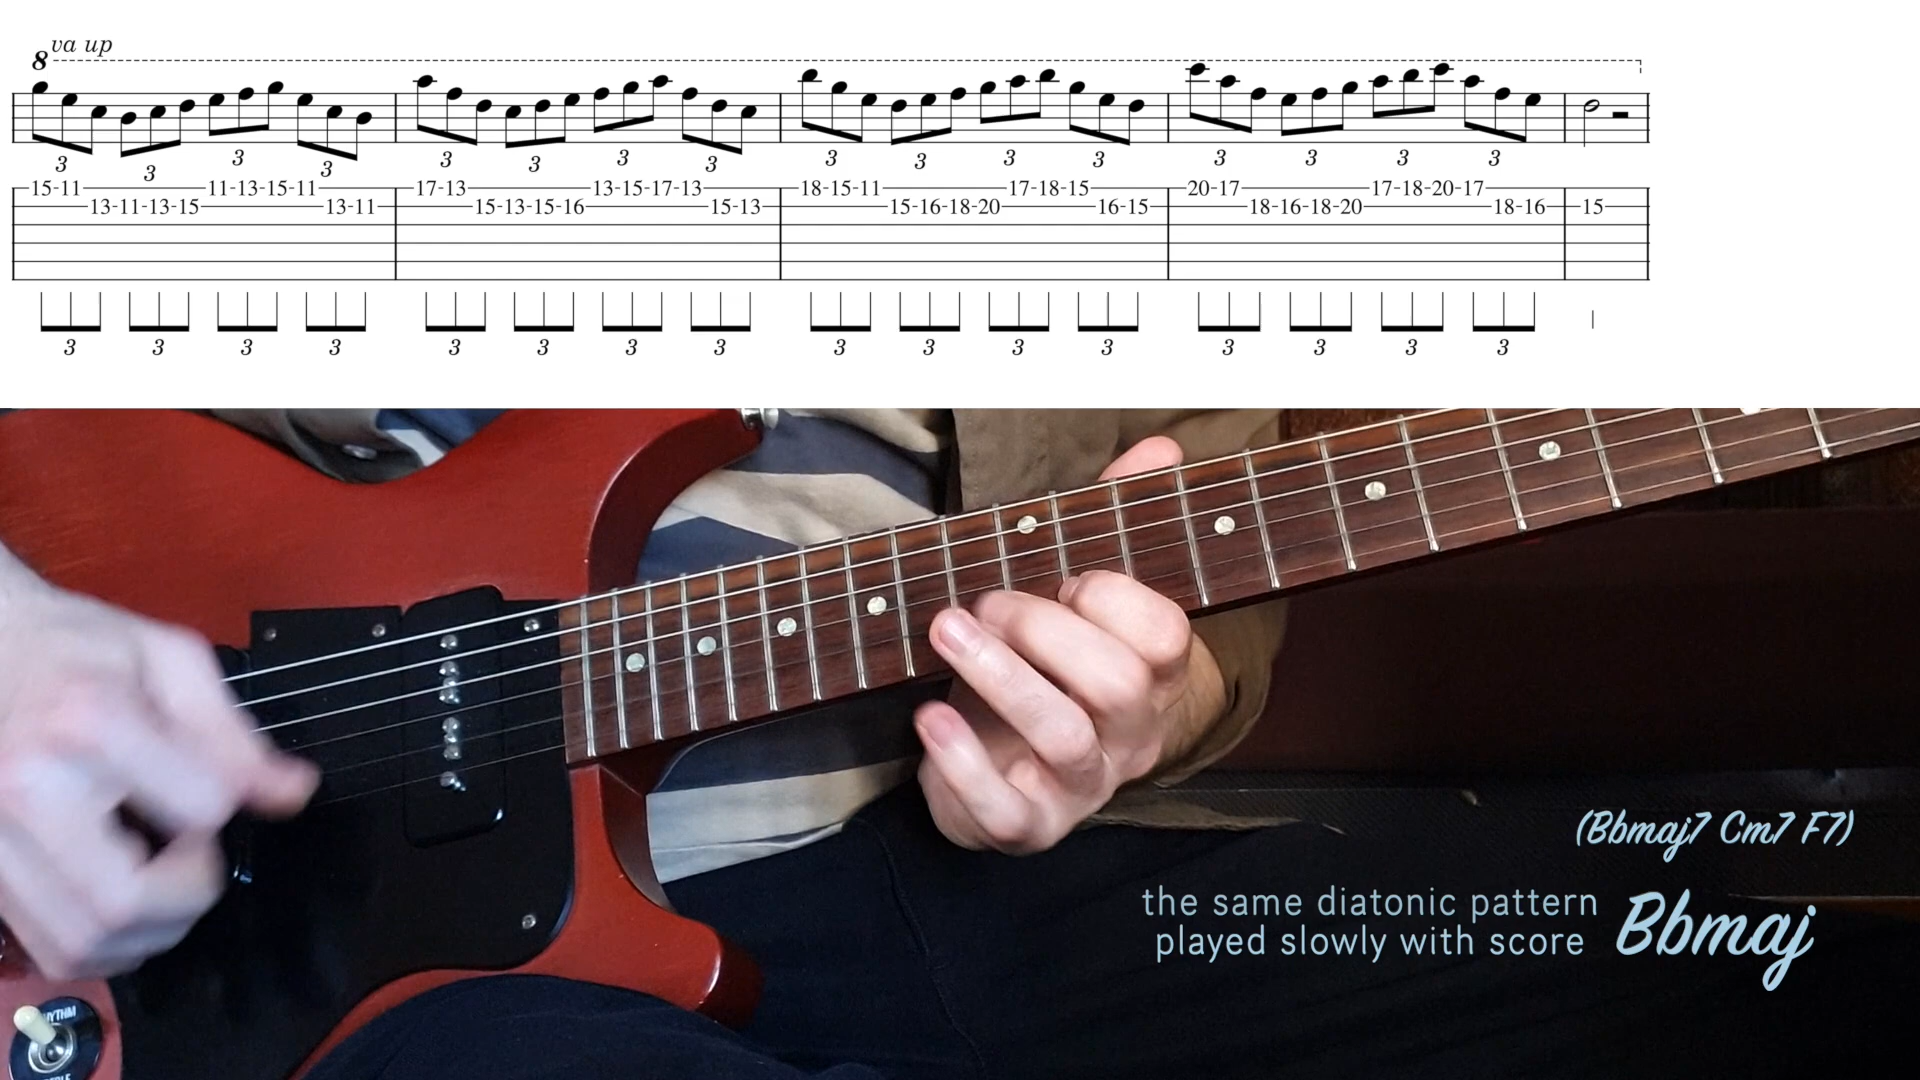 8va up
3 3 3 3 3 3 3 3 3 3 3 3 3 3 3 3
15-11 11-13-15-11 17-13 13-15-17-13 18-15-11 17-18-15 20-17 17-18-20-17
13-11-13-15 13-11 15-13-15-16 15-13 15-16-18-20 16-15 18-16-18-20 18-16 15
3 3 3 3 3 3 3 3 3 3 3 3 3 3 3 3
(Bbmaj7 Cm7 F7)
the same diatonic pattern
played slowly with score
Bbmaj